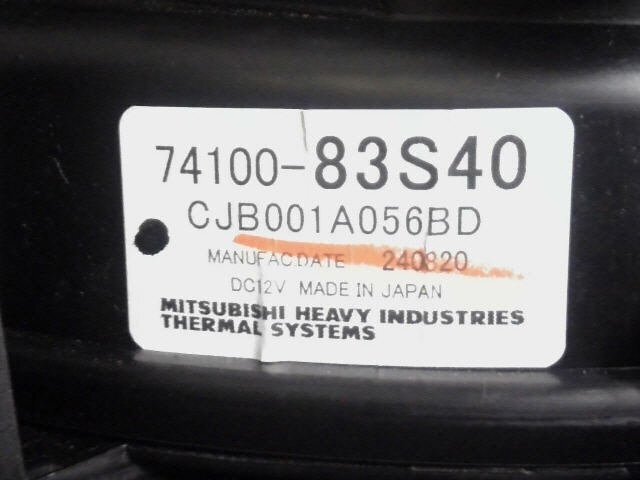 74100-83S40
CJB001A056BD
MANUFAC.DATE 240820
DC12V MADE IN JAPAN
MITSUBISHI HEAVY INDUSTRIES
THERMAL SYSTEMS